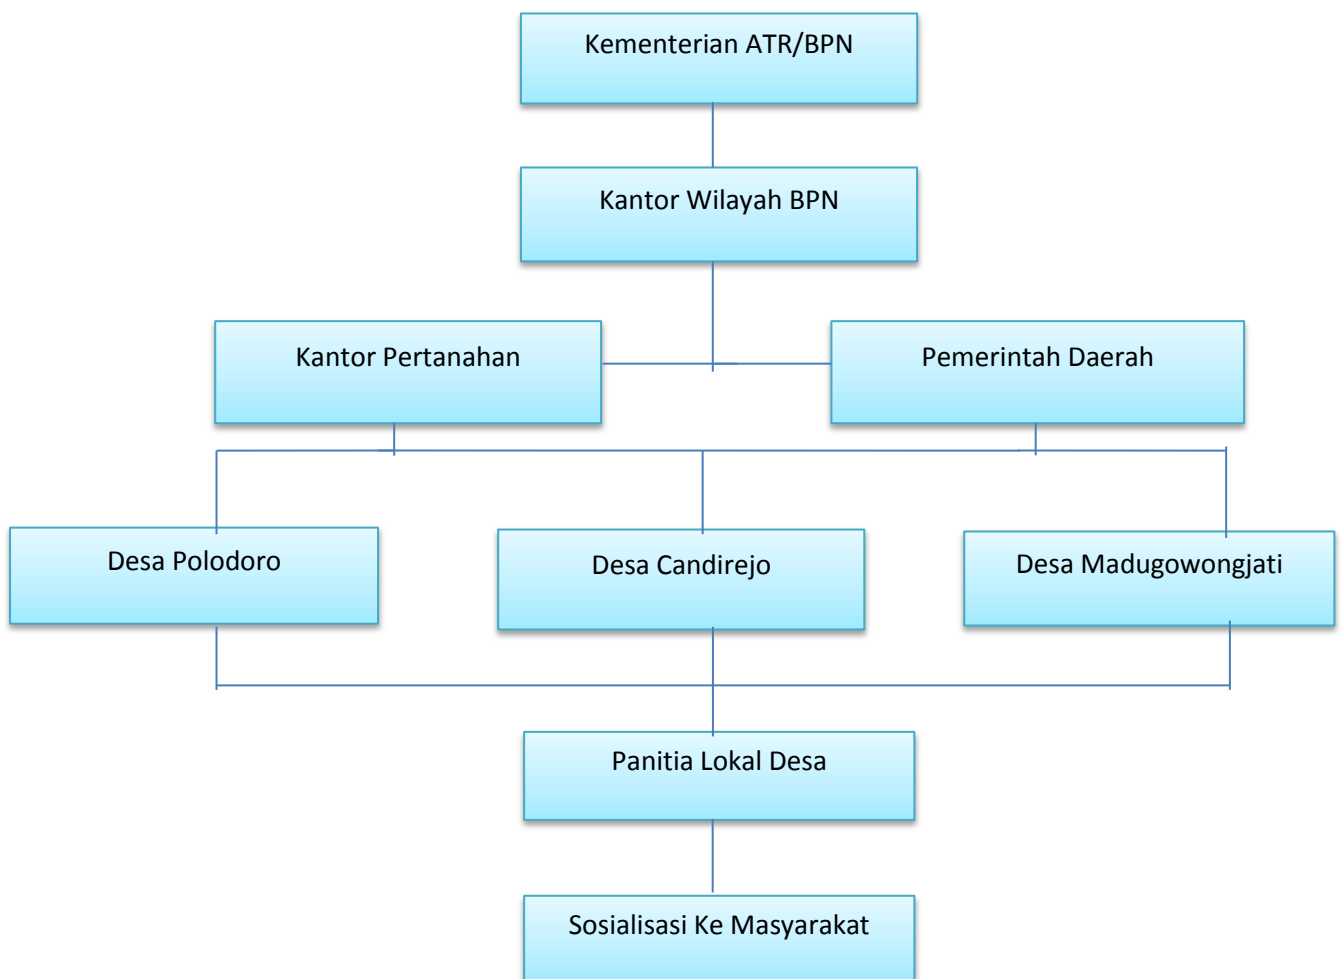 Kementerian ATR/BPN
Kantor Wilayah BPN
Kantor Pertanahan
Pemerintah Daerah
Desa Polodoro
Desa Candirejo
Desa Madugowongjati
Panitia Lokal Desa
Sosialisasi Ke Masyarakat